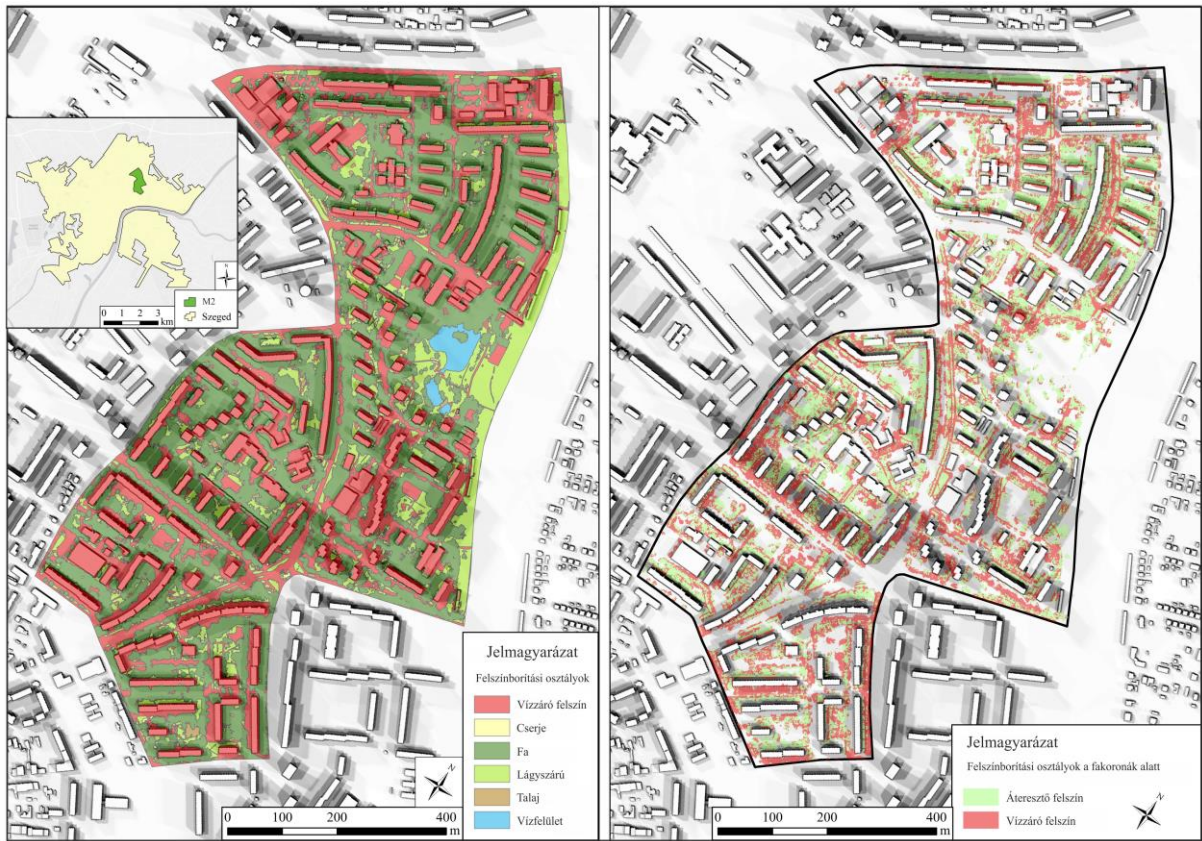 M2
Szeged
0 1 2 3
km
N
Jelmagyarázat
Felszínborítási osztályok
Vízzáró felszín
Cserje
Fa
Lágyszárú
Talaj
Vízfelület
N
0 100 200 400
m
Jelmagyarázat
Felszínborítási osztályok a fakoronák alatt
Áteresztő felszín
Vízzáró felszín
N
0 100 200 400
m